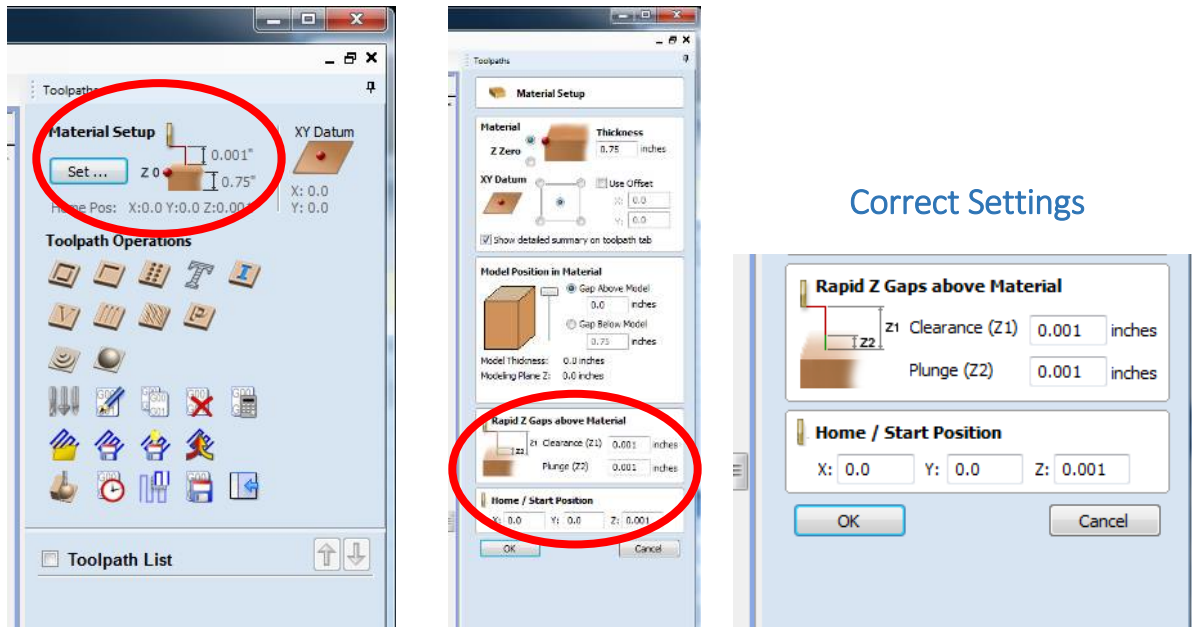 Toolpaths
Material Setup
XY Datum
0.001"
Set ...
Z 0
0.75"
X: 0.0
Home Pos: X:0.0 Y:0.0 Z:0.001
Y: 0.0
Toolpath Operations
Toolpath List
Toolpaths
Material Setup
Material
Thickness
Z Zero
0.75 inches
XY Datum
Use Offset
X: 0.0
Y: 0.0
Show detailed summary on toolpath tab
Model Position in Material
Gap Above Model
0.0 inches
Gap Below Model
0.75 inches
Model Thickness: 0.0 inches
Modeling Plane Z: 0.0 inches
Rapid Z Gaps above Material
Z1 Clearance (Z1) 0.001 inches
Z2
Plunge (Z2) 0.001 inches
Home / Start Position
X: 0.0 Y: 0.0 Z: 0.001
OK Cancel
Correct Settings
Rapid Z Gaps above Material
Z1 Clearance (Z1) 0.001 inches
Z2
Plunge (Z2) 0.001 inches
Home / Start Position
X: 0.0 Y: 0.0 Z: 0.001
OK Cancel